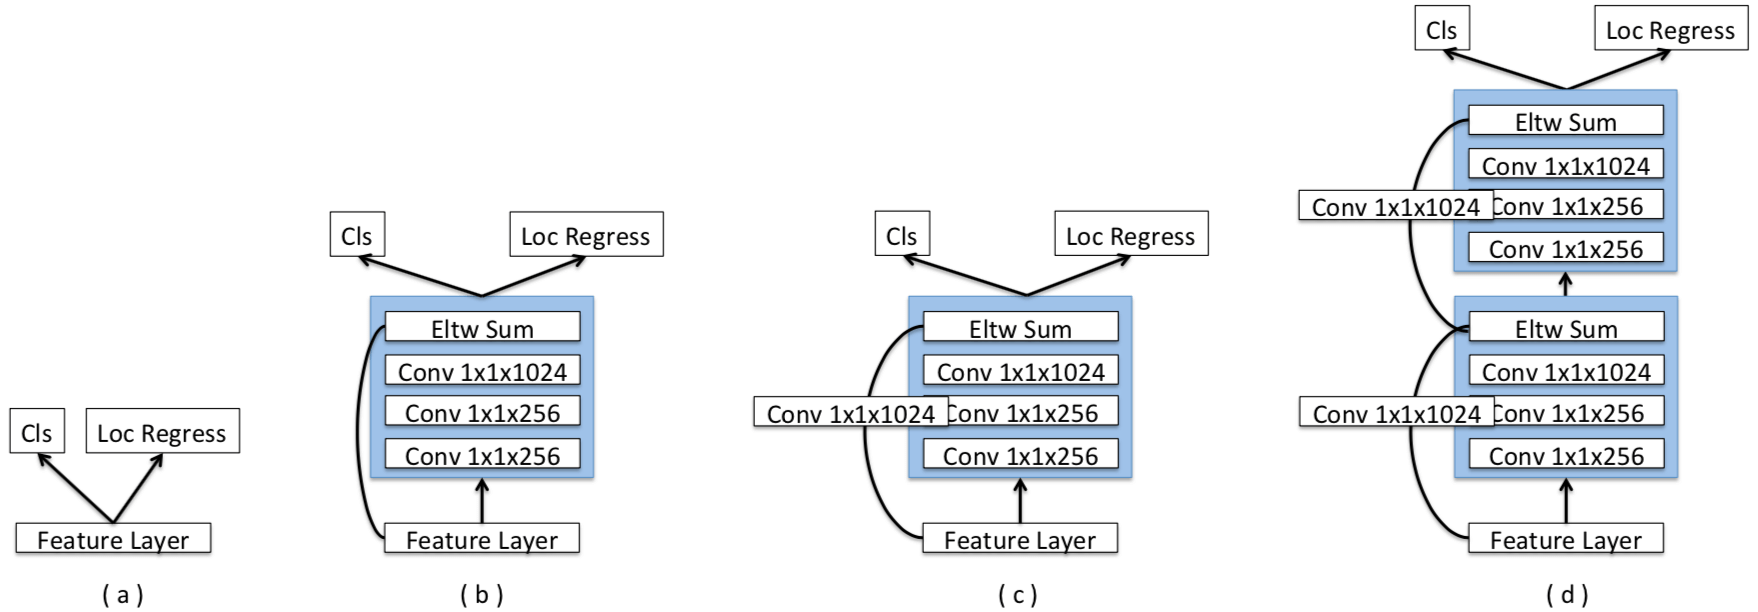 Cls
Loc Regress
Feature Layer
( a )
Cls
Loc Regress
Eltw Sum
Conv 1x1x1024
Conv 1x1x256
Conv 1x1x256
Feature Layer
( b )
Cls
Loc Regress
Eltw Sum
Conv 1x1x1024
Conv 1x1x1024
Conv 1x1x256
Conv 1x1x256
Feature Layer
( c )
Cls
Loc Regress
Eltw Sum
Conv 1x1x1024
Conv 1x1x1024
Conv 1x1x256
Conv 1x1x256
Eltw Sum
Conv 1x1x1024
Conv 1x1x1024
Conv 1x1x256
Conv 1x1x256
Feature Layer
( d )